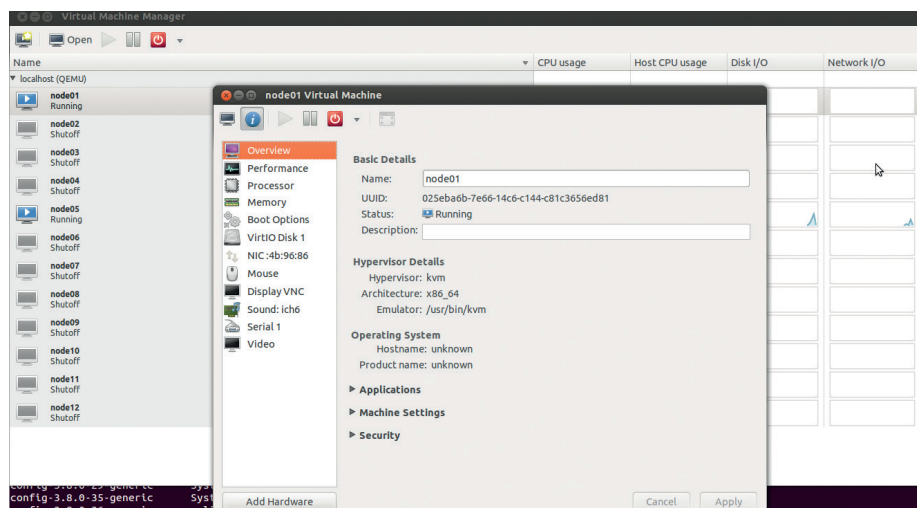 Virtual Machine Manager
Open
Name CPU usage Host CPU usage Disk I/O Network I/O
localhost (QEMU)
node01
Running
node02
Shutoff
node03
Shutoff
node04
Shutoff
node05
Running
node06
Shutoff
node07
Shutoff
node08
Shutoff
node09
Shutoff
node10
Shutoff
node11
Shutoff
node12
Shutoff
node01 Virtual Machine
Overview
Performance
Processor
Memory
Boot Options
VirtIO Disk 1
NIC:4b:96:86
Mouse
Display VNC
Sound: ich6
Serial 1
Video
Add Hardware
Basic Details
Name: node01
UUID: 025eba6b-7e66-14c6-c144-c81c3656ed81
Status: Running
Description:
Hypervisor Details
Hypervisor: kvm
Architecture: x86_64
Emulator: /usr/bin/kvm
Operating System
Hostname: unknown
Product name: unknown
Applications
Machine Settings
Security
Cancel Apply
config-3.8.0-35-generic Syst